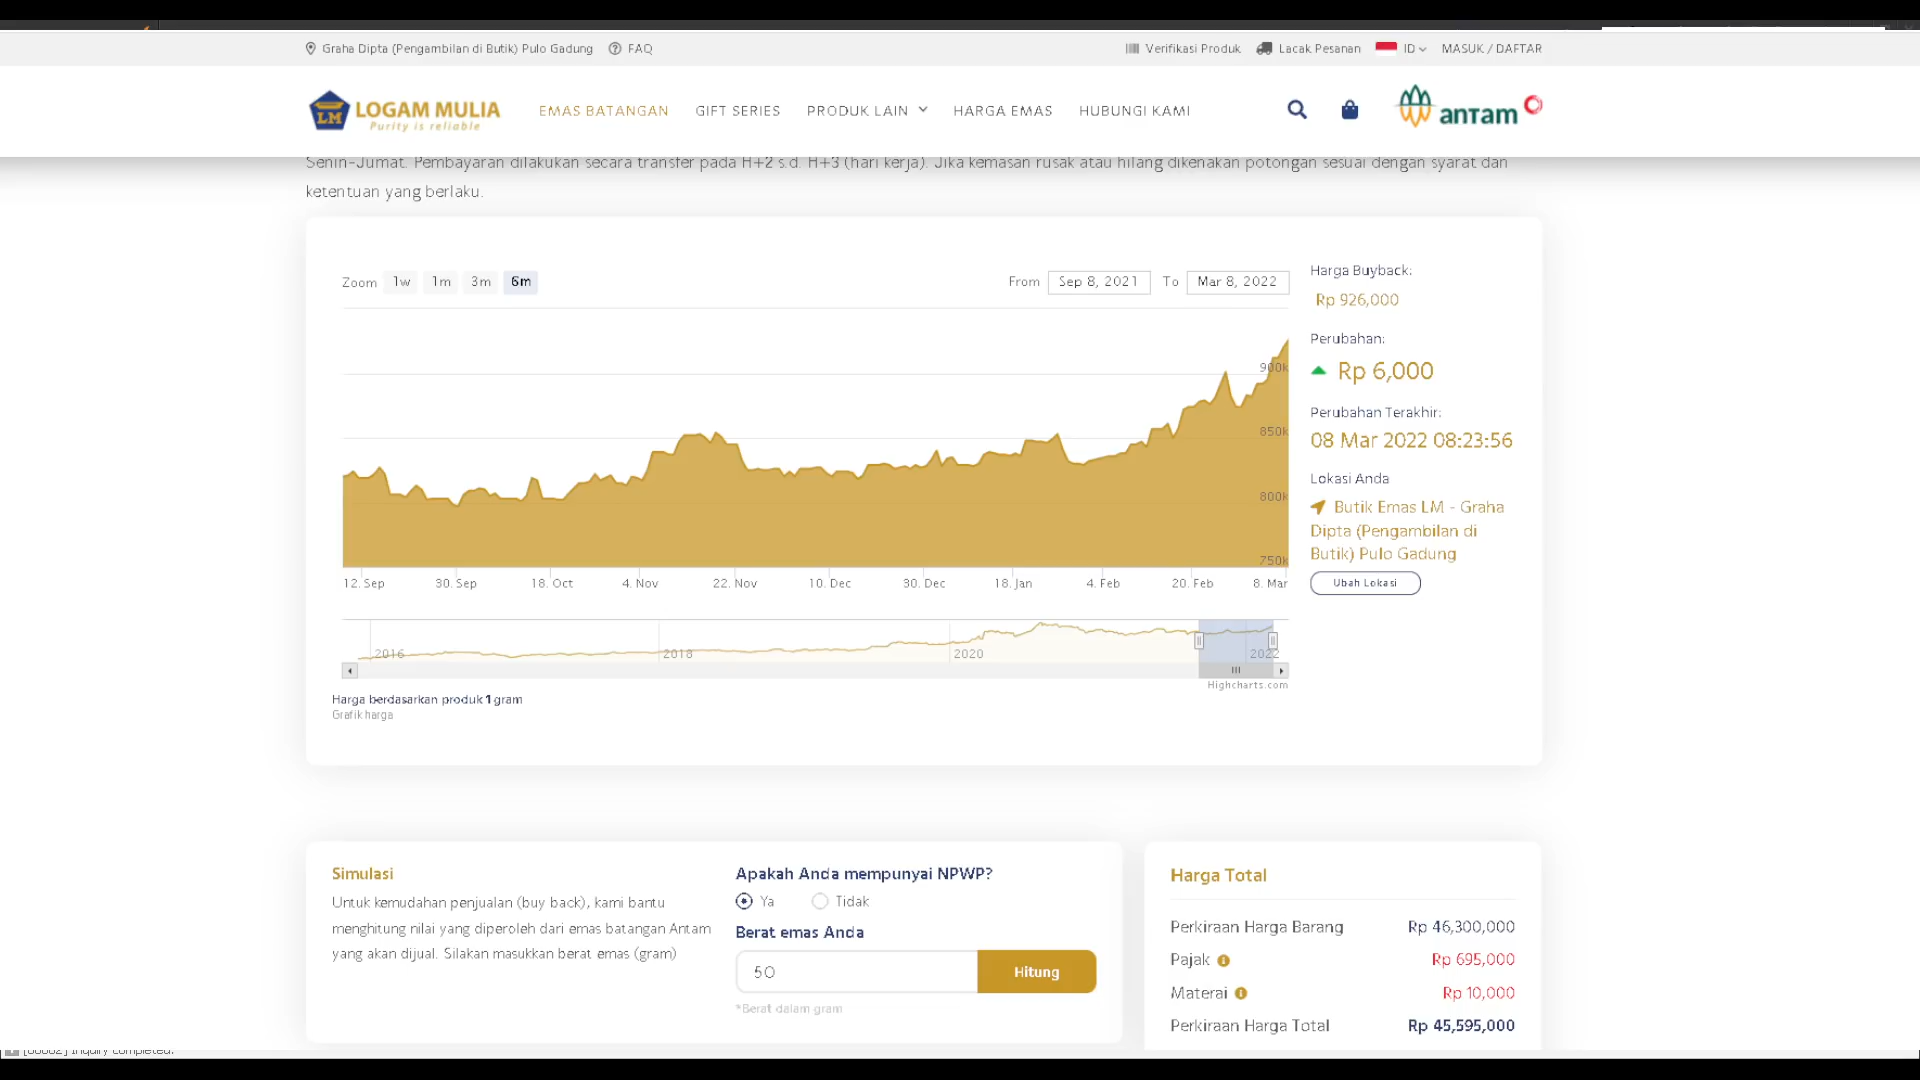 Graha Dipta (Pengambilan di Butik) Pulo Gadung FAQ Verifikasi Produk Lacak Pesanan ID MASUK / DAFTAR
LM LOGAM MULIA
Purity is reliable
EMAS BATANGAN GIFT SERIES PRODUK LAIN HARGA EMAS HUBUNGI KAMI
antam
Senin-Jumat. Pembayaran dilakukan secara transfer pada H+2 s.d. H+3 (hari kerja). Jika kemasan rusak atau hilang dikenakan potongan sesuai dengan syarat dan
ketentuan yang berlaku.
Zoom 1w 1m 3m 6m From Sep 8, 2021 To Mar 8, 2022
900k
850k
800k
750k
12. Sep 30. Sep 18. Oct 4. Nov 22. Nov 10. Dec 30. Dec 18. Jan 4. Feb 20. Feb 8. Mar
2016 2018 2020 2022
Highcharts.com
Harga berdasarkan produk 1 gram
Grafik harga
Harga Buyback:
Rp 926,000
Perubahan:
Rp 6,000
Perubahan Terakhir:
08 Mar 2022 08:23:56
Lokasi Anda
Butik Emas LM - Graha
Dipta (Pengambilan di
Butik) Pulo Gadung
Ubah Lokasi
Simulasi
Untuk kemudahan penjualan (buy back), kami bantu
menghitung nilai yang diperoleh dari emas batangan Antam
yang akan dijual. Silakan masukkan berat emas (gram)
Apakah Anda mempunyai NPWP?
Ya Tidak
Berat emas Anda
50 Hitung
*Berat dalam gram
Harga Total
Perkiraan Harga Barang Rp 46,300,000
Pajak Rp 695,000
Materai Rp 10,000
Perkiraan Harga Total Rp 45,595,000
Inquiry completed.